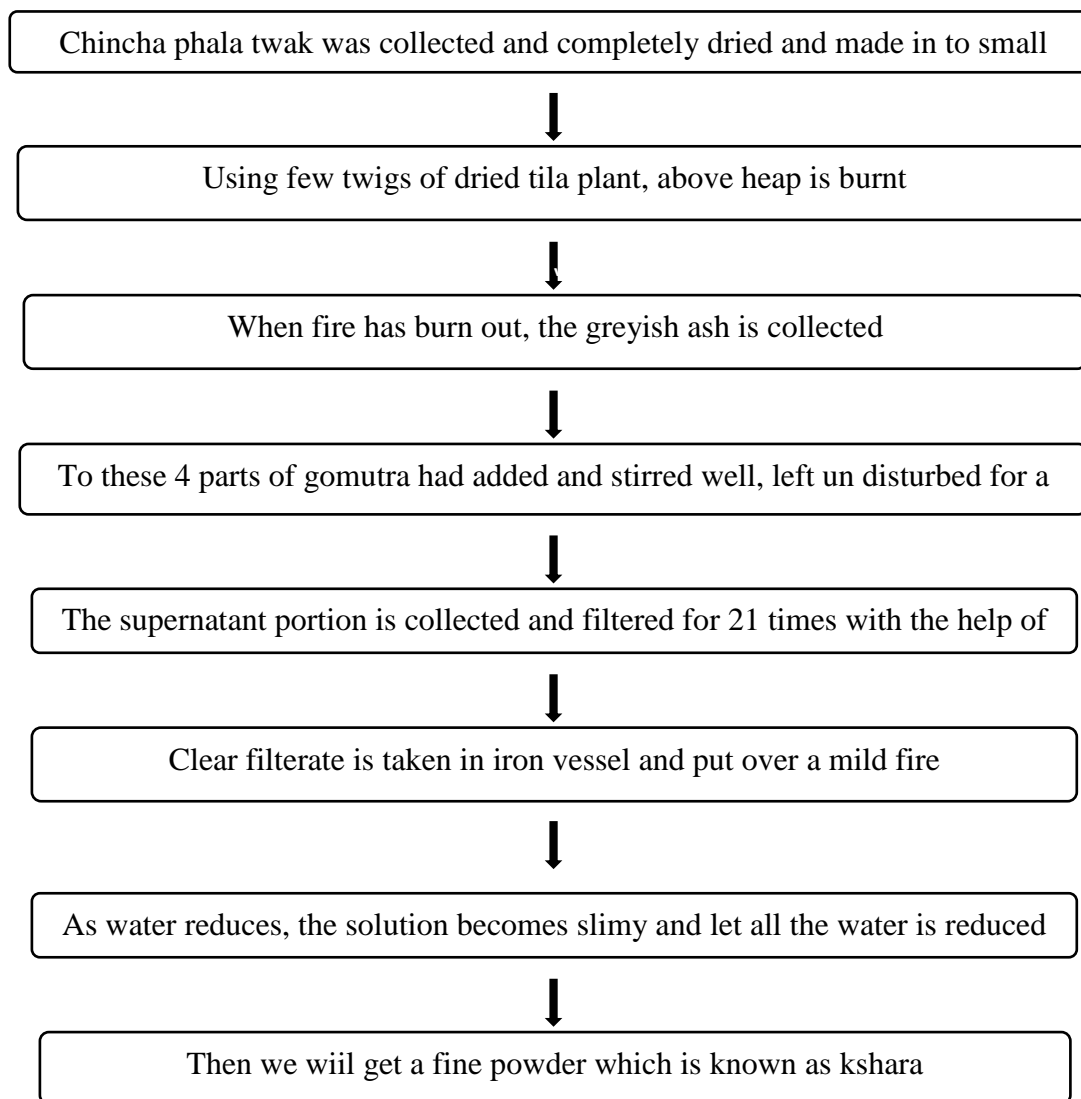 Chincha phala twak was collected and completely dried and made in to small
Using few twigs of dried tila plant, above heap is burnt
When fire has burn out, the greyish ash is collected
To these 4 parts of gomutra had added and stirred well, left un disturbed for a
The supernatant portion is collected and filtered for 21 times with the help of
Clear filterate is taken in iron vessel and put over a mild fire
As water reduces, the solution becomes slimy and let all the water is reduced
Then we wiil get a fine powder which is known as kshara